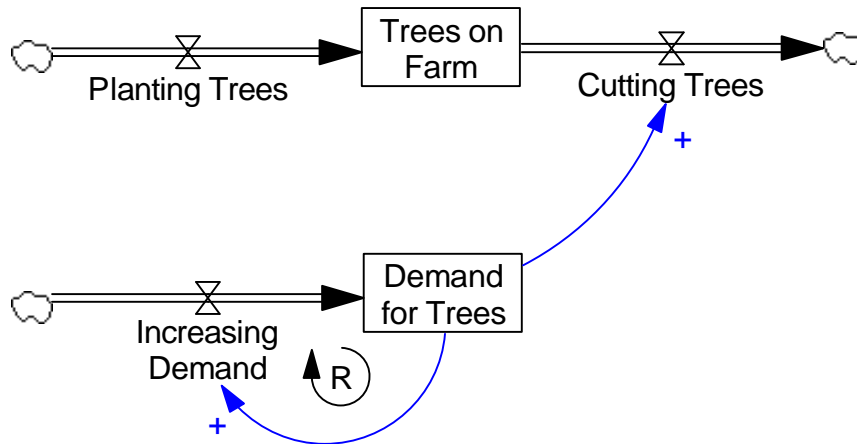 Trees on
Farm
Planting Trees
Cutting Trees
+
Demand
for Trees
Increasing
Demand
R
+